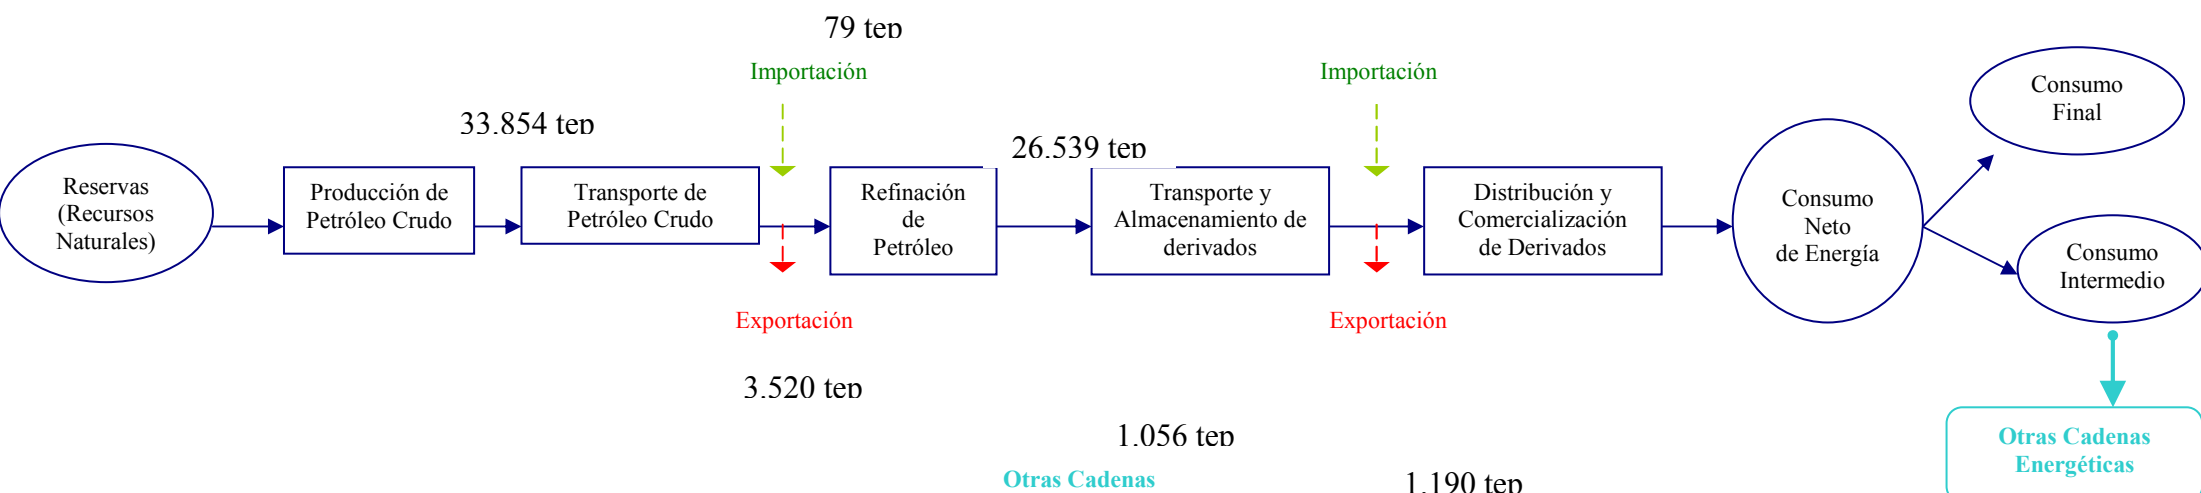 79 tep
Importación
Importación
33.854 tep
26.539 tep
Reservas
(Recursos
Naturales)
Producción de
Petróleo Crudo
Transporte de
Petróleo Crudo
Refinación
de
Petróleo
Transporte y
Almacenamiento de
derivados
Distribución y
Comercialización
de Derivados
Consumo
Neto
de Energía
Consumo
Final
Consumo
Intermedio
Exportación
Exportación
3.520 tep
1.056 tep
1.190 tep
Otras Cadenas
Otras Cadenas
Energéticas